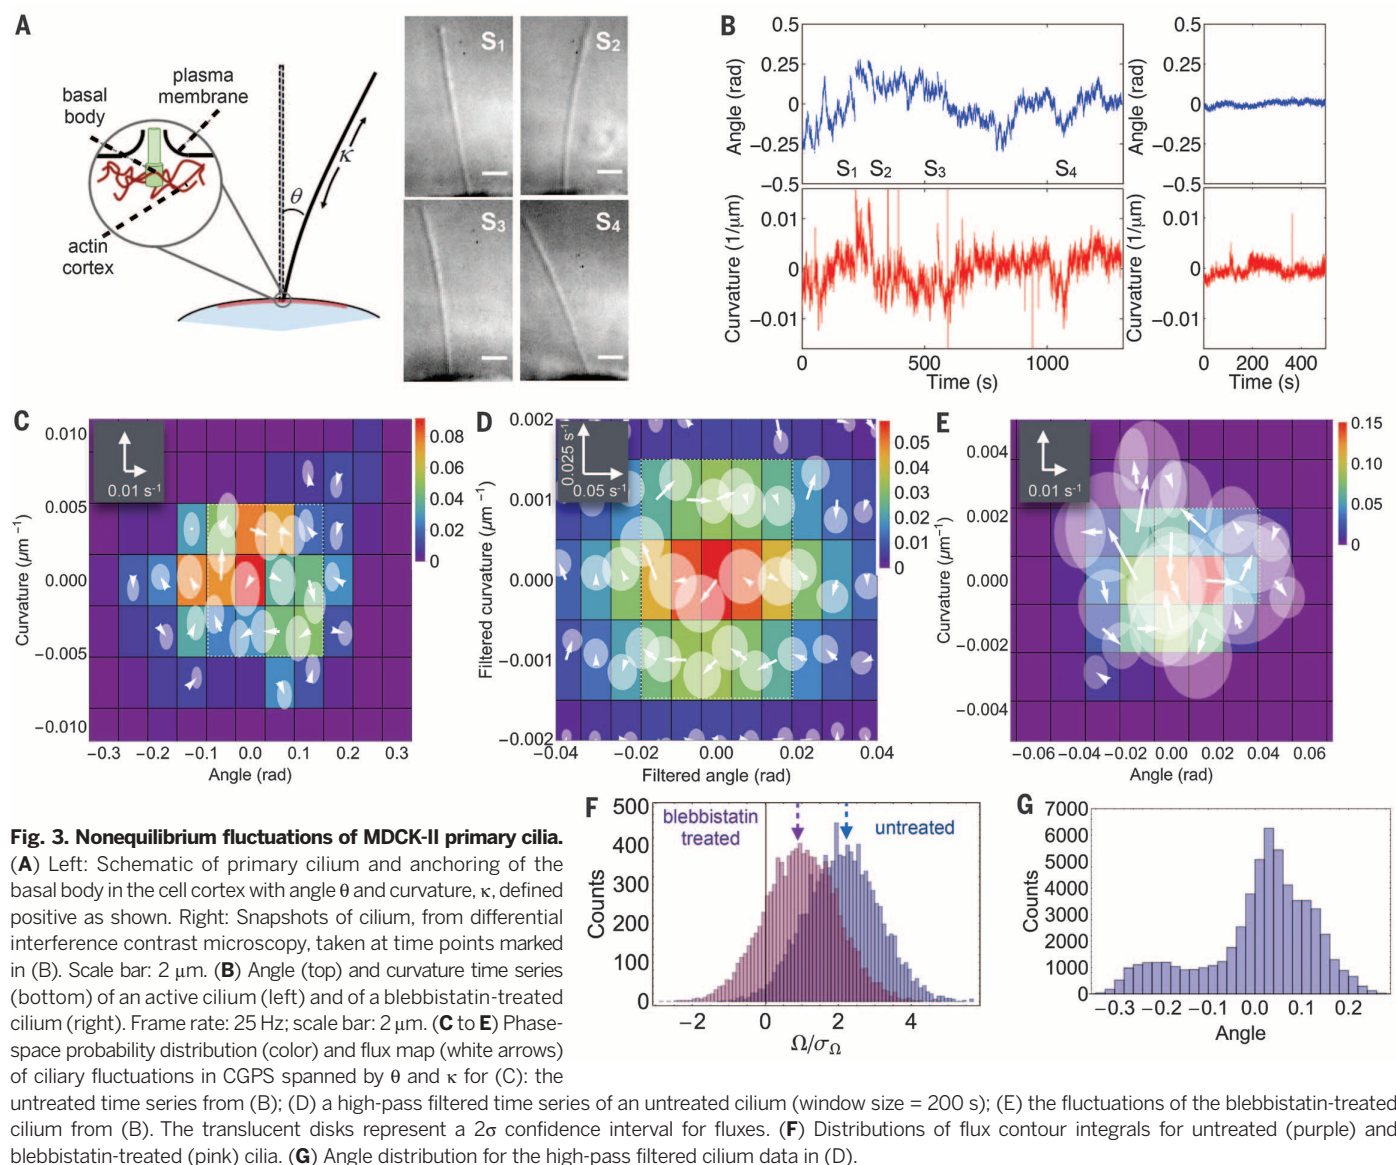 A
plasma
membrane
basal
body
actin
cortex
θ
κ
S1
S2
S3
S4
B
Angle (rad)
0.5
0.25
0
−0.25
−0.5
S1 S2 S3 S4
Curvature (1/µm)
0.01
0
−0.01
0 500 1000
Time (s)
Angle (rad)
0.5
0.25
0
−0.25
−0.5
Curvature (1/µm)
0.01
0
−0.01
0 200 400
Time (s)
C
0.010
0.005
0.000
−0.005
−0.010
Curvature (µm⁻¹)
0.01 s⁻¹
0.08
0.06
0.04
0.02
0
−0.3 −0.2 −0.1 0.0 0.1 0.2 0.3
Angle (rad)
D
0.002
0.001
0.000
−0.001
−0.002
Filtered curvature (µm⁻¹)
0.025 s⁻¹
0.05 s⁻¹
0.05
0.04
0.03
0.02
0.01
0
−0.04 −0.02 0.00 0.02 0.04
Filtered angle (rad)
E
0.004
0.002
0.000
−0.002
−0.004
Curvature (µm⁻¹)
0.01 s⁻¹
0.15
0.10
0.05
0
−0.06 −0.04 −0.02 0.00 0.02 0.04 0.06
Angle (rad)
F
500
400
300
200
100
0
Counts
blebbistatin
treated
untreated
−2 0 2 4
Ω/σΩ
G
7000
6000
5000
4000
3000
2000
1000
0
Counts
−0.3 −0.2 −0.1 0.0 0.1 0.2
Angle
Fig. 3. Nonequilibrium fluctuations of MDCK-II primary cilia.
(A) Left: Schematic of primary cilium and anchoring of the
basal body in the cell cortex with angle θ and curvature, κ, defined
positive as shown. Right: Snapshots of cilium, from differential
interference contrast microscopy, taken at time points marked
in (B). Scale bar: 2 µm. (B) Angle (top) and curvature time series
(bottom) of an active cilium (left) and of a blebbistatin-treated
cilium (right). Frame rate: 25 Hz; scale bar: 2 µm. (C to E) Phase-
space probability distribution (color) and flux map (white arrows)
of ciliary fluctuations in CGPS spanned by θ and κ for (C): the
untreated time series from (B); (D) a high-pass filtered time series of an untreated cilium (window size = 200 s); (E) the fluctuations of the blebbistatin-treated
cilium from (B). The translucent disks represent a 2σ confidence interval for fluxes. (F) Distributions of flux contour integrals for untreated (purple) and
blebbistatin-treated (pink) cilia. (G) Angle distribution for the high-pass filtered cilium data in (D).